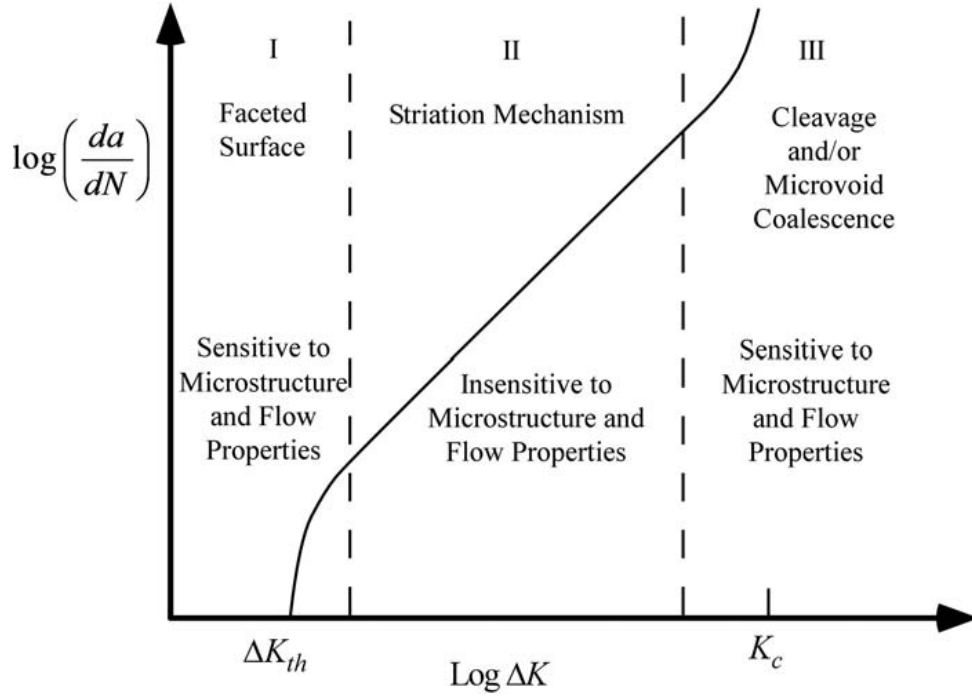 I
II
III
Faceted
Surface
Striation Mechanism
Cleavage
and/or
Microvoid
Coalescence
log(da/dN)
Sensitive to
Microstructure
and Flow
Properties
Insensitive to
Microstructure and
Flow Properties
Sensitive to
Microstructure
and Flow
Properties
ΔK_th
Log ΔK
K_c